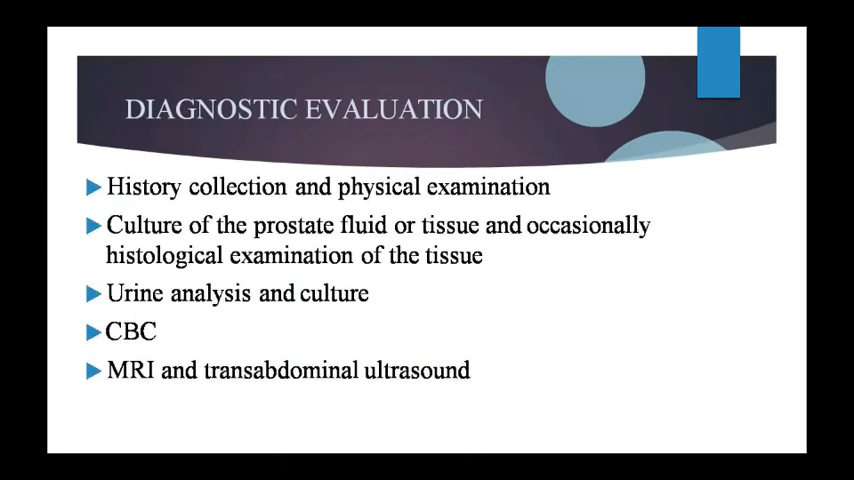 DIAGNOSTIC EVALUATION
History collection and physical examination
Culture of the prostate fluid or tissue and occasionally
histological examination of the tissue
Urine analysis and culture
CBC
MRI and transabdominal ultrasound